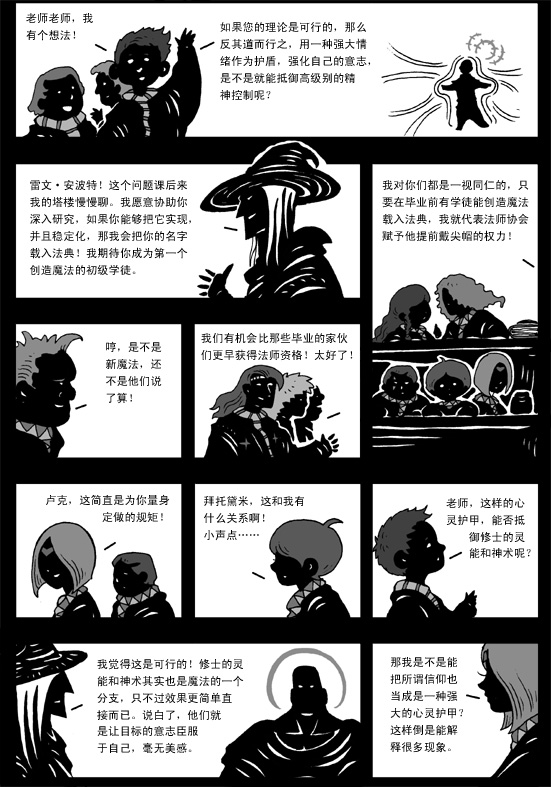 老师老师，我
有个想法！
如果您的理论是可行的，那么
反其道而行之，用一种强大情
绪作为护盾，强化自己的意志，
是不是就能抵御高级别的精
神控制呢？
雷文·安波特！这个问题课后来
我的塔楼慢慢聊。我愿意协助你
深入研究，如果你能够把它实现，
并且稳定化，那我会把你的名字
载入法典！我期待你成为第一个
创造魔法的初级学徒。
我对你们都是一视同仁的，只
要在毕业前有学徒能创造魔法
载入法典，我就代表法师协会
赋予他提前戴尖帽的权力！
哼，是不是
新魔法，还
不是他们说
了算！
我们有机会比那些毕业的家伙
们更早获得法师资格！太好了！
卢克，这简直是为你量身
定做的规矩！
拜托黛米，这和我有
什么关系啊！
小声点……
老师，这样的心
灵护甲，能否抵
御修士的灵
能和神术呢？
我觉得这是可行的！修士的灵
能和神术其实也是魔法的一个
分支，只不过效果更简单直
接而已。说白了，他们就
是让目标的意志臣服
于自己，毫无美感。
那我是不是能
把所谓信仰也
当成是一种强
大的心灵护甲？
这样倒是能解
释很多现象。